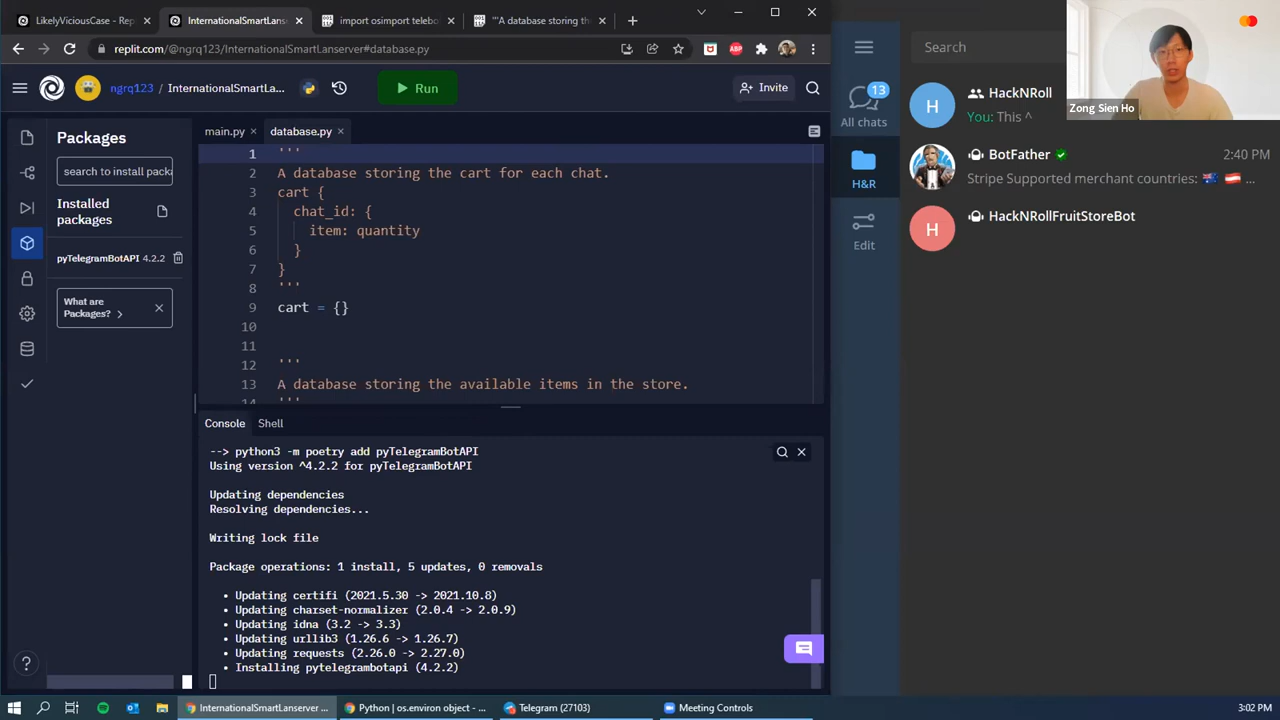 LikelyViciousCase - Rep
InternationalSmartLanser
import osimport telebo
'''A database storing th
replit.com/@ngrq123/InternationalSmartLanserver#database.py
ABP
ngrq123 / InternationalSmartLa...
Run
Invite
Packages
search to install pack
Installed
packages
pyTelegramBotAPI 4.2.2
What are
Packages?
main.py
database.py
1 '''
2 A database storing the cart for each chat.
3 cart {
4 chat_id: {
5 item: quantity
6 }
7 }
8 '''
9 cart = {}
10
11
12 '''
13 A database storing the available items in the store.
14 '''
Console
Shell
--> python3 -m poetry add pyTelegramBotAPI
Using version ^4.2.2 for pyTelegramBotAPI
Updating dependencies
Resolving dependencies...
Writing lock file
Package operations: 1 install, 5 updates, 0 removals
• Updating certifi (2021.5.30 -> 2021.10.8)
• Updating charset-normalizer (2.0.4 -> 2.0.9)
• Updating idna (3.2 -> 3.3)
• Updating urllib3 (1.26.6 -> 1.26.7)
• Updating requests (2.26.0 -> 2.27.0)
• Installing pytelegrambotapi (4.2.2)
?
Search
13
All chats
H&R
Edit
H
HackNRoll
You: This ^
BotFather
2:40 PM
Stripe Supported merchant countries:
...
H
HackNRollFruitStoreBot
Zong Sien Ho
InternationalSmartLanserver ...
Python | os.environ object - ...
Telegram (27103)
Meeting Controls
3:02 PM